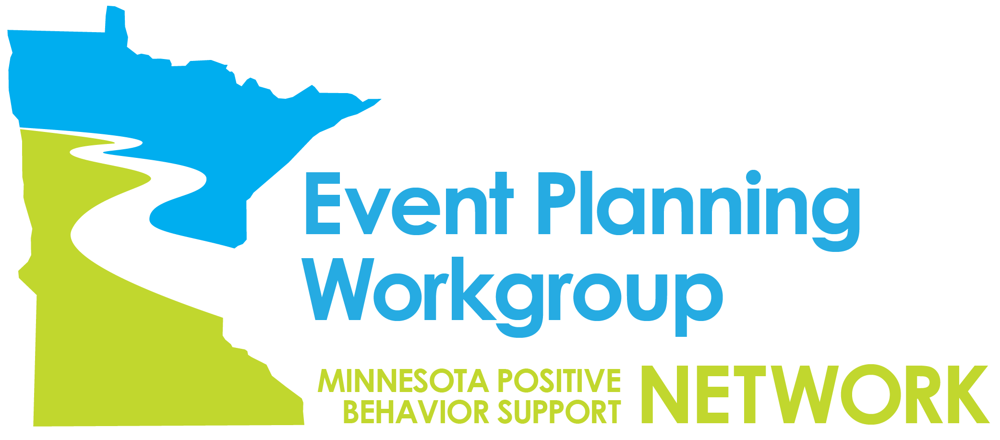 Event Planning
Workgroup
MINNESOTA POSITIVE
BEHAVIOR SUPPORT
NETWORK